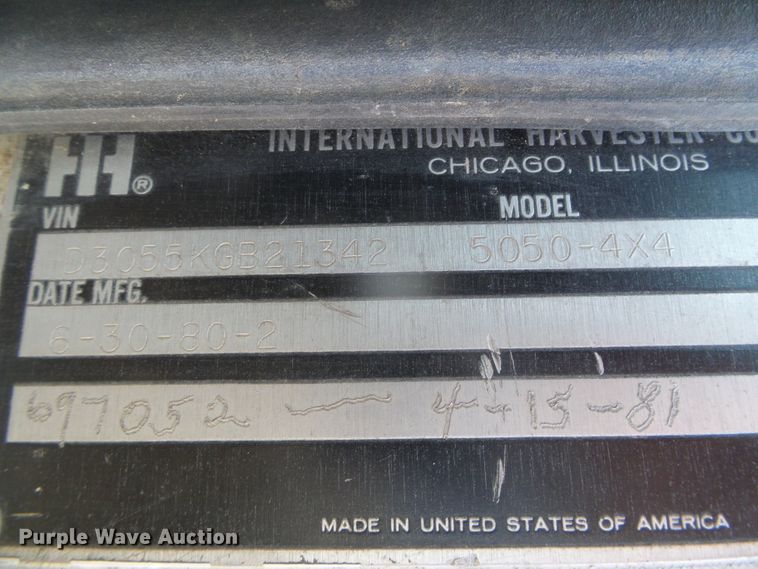 INTERNATIONAL HARVESTER CO
IH®
CHICAGO, ILLINOIS
VIN MODEL
D3055KGB21342 5050-4X4
DATE MFG.
6-30-80-2
697052 — 4-15-81
MADE IN UNITED STATES OF AMERICA
Purple Wave Auction